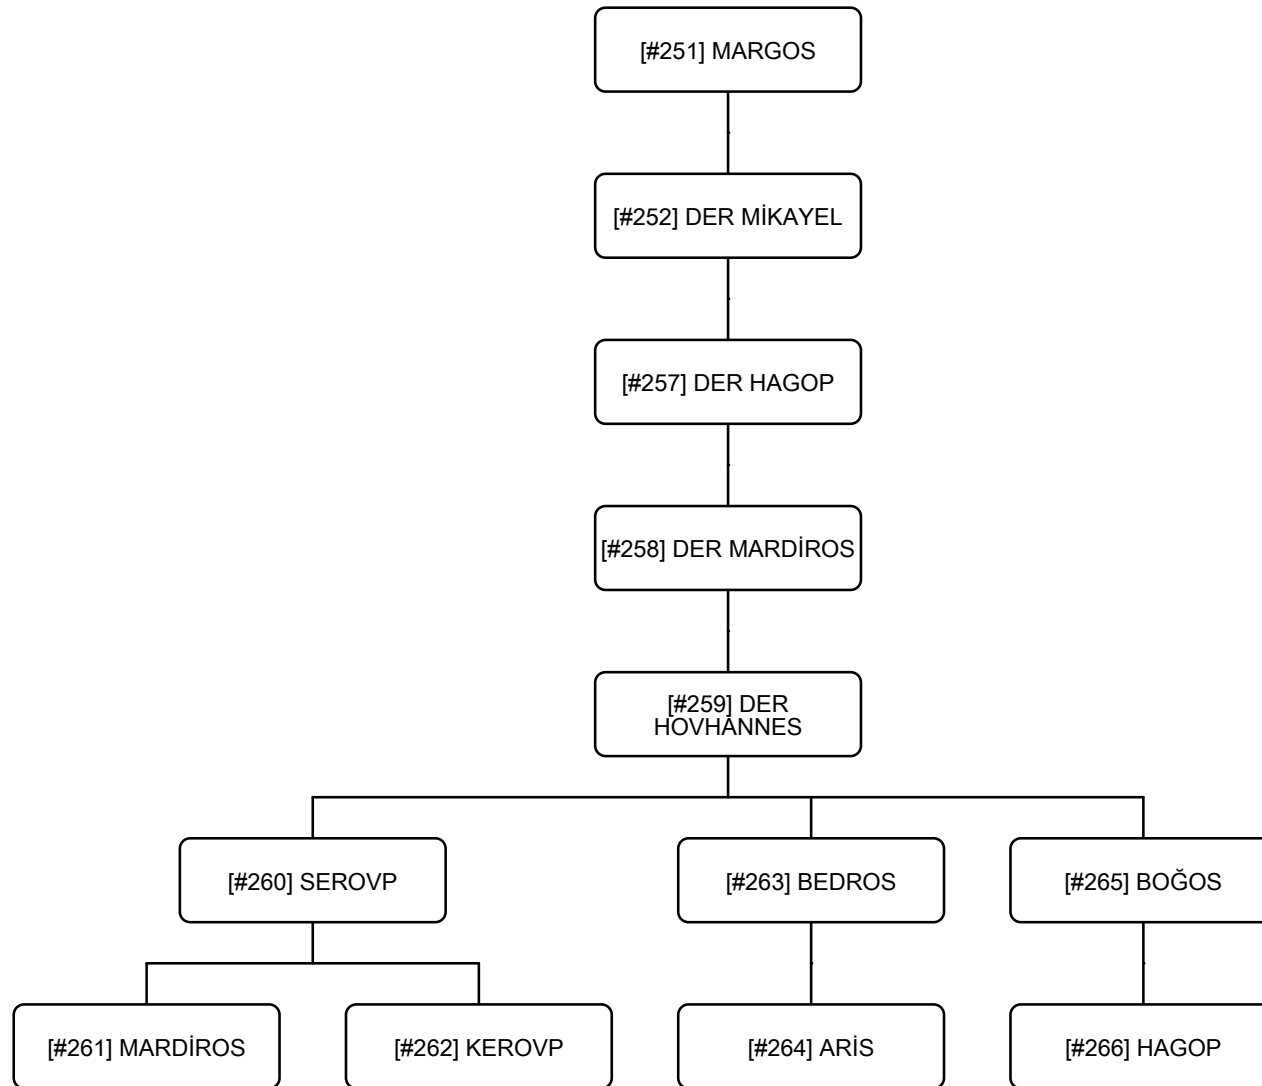 [#251] MARGOS
[#252] DER MİKAYEL
[#257] DER HAGOP
[#258] DER MARDİROS
[#259] DER
HOVHANNES
[#260] SEROVP
[#263] BEDROS
[#265] BOĞOS
[#261] MARDİROS
[#262] KEROVP
[#264] ARİS
[#266] HAGOP